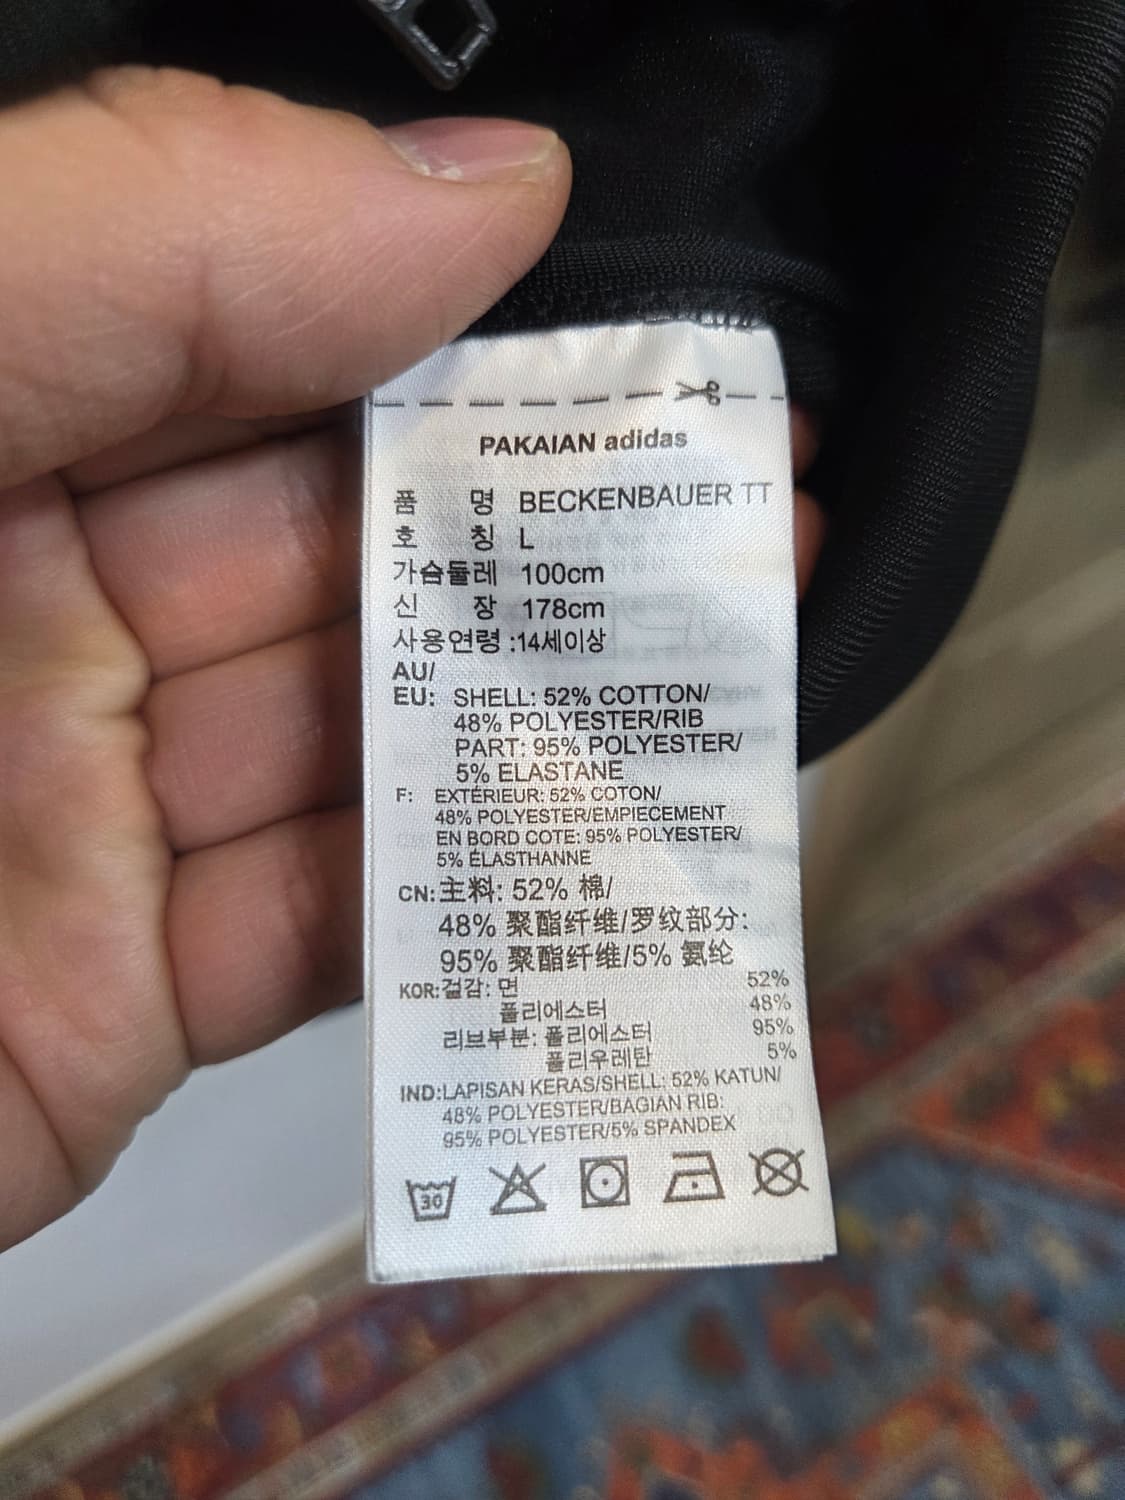 PAKAIAN adidas
품 명 BECKENBAUER TT
호 칭 L
가슴둘레 100cm
신 장 178cm
사용연령 :14세이상
AU/
EU: SHELL: 52% COTTON/
48% POLYESTER/RIB
PART: 95% POLYESTER/
5% ELASTANE
F: EXTÉRIEUR: 52% COTON/
48% POLYESTER/EMPIECEMENT
EN BORD COTE: 95% POLYESTER/
5% ÉLASTHANNE
CN:主料: 52% 棉/
48% 聚酯纤维/罗纹部分:
95% 聚酯纤维/5% 氨纶
KOR:겉감: 면 52%
폴리에스터 48%
리브부분: 폴리에스터 95%
폴리우레탄 5%
IND:LAPISAN KERAS/SHELL: 52% KATUN/
48% POLYESTER/BAGIAN RIB:
95% POLYESTER/5% SPANDEX
30